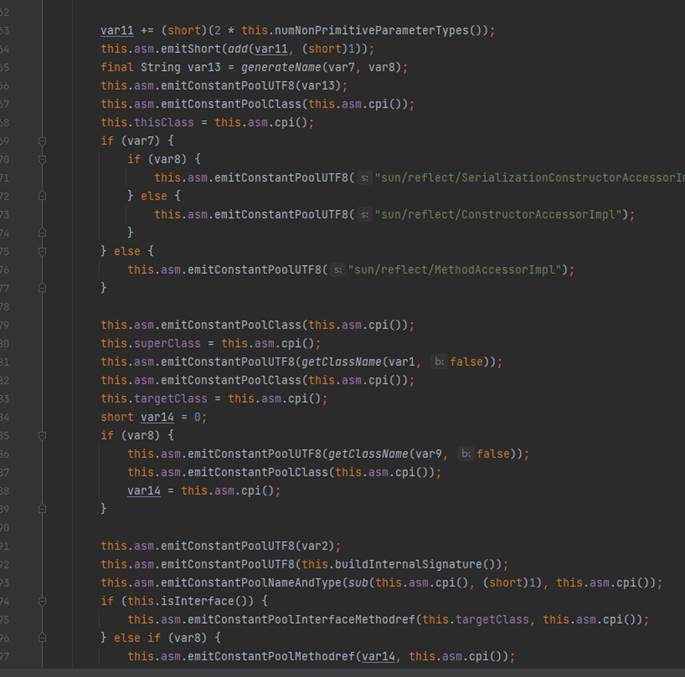 62
63 var11 += (short)(2 * this.numNonPrimitiveParameterTypes());
64 this.asm.emitShort(add(var11, (short)1));
65 final String var13 = generateName(var7, var8);
66 this.asm.emitConstantPoolUTF8(var13);
67 this.asm.emitConstantPoolClass(this.asm.cpi());
68 this.thisClass = this.asm.cpi();
69 if (var7) {
70 if (var8) {
71 this.asm.emitConstantPoolUTF8( s: "sun/reflect/SerializationConstructorAccessorIm
72 } else {
73 this.asm.emitConstantPoolUTF8( s: "sun/reflect/ConstructorAccessorImpl");
74 }
75 } else {
76 this.asm.emitConstantPoolUTF8( s: "sun/reflect/MethodAccessorImpl");
77 }
78
79 this.asm.emitConstantPoolClass(this.asm.cpi());
80 this.superClass = this.asm.cpi();
81 this.asm.emitConstantPoolUTF8(getClassName(var1, b: false));
82 this.asm.emitConstantPoolClass(this.asm.cpi());
83 this.targetClass = this.asm.cpi();
84 short var14 = 0;
85 if (var8) {
86 this.asm.emitConstantPoolUTF8(getClassName(var9, b: false));
87 this.asm.emitConstantPoolClass(this.asm.cpi());
88 var14 = this.asm.cpi();
89 }
90
91 this.asm.emitConstantPoolUTF8(var2);
92 this.asm.emitConstantPoolUTF8(this.buildInternalSignature());
93 this.asm.emitConstantPoolNameAndType(sub(this.asm.cpi(), (short)1), this.asm.cpi());
94 if (this.isInterface()) {
95 this.asm.emitConstantPoolInterfaceMethodref(this.targetClass, this.asm.cpi());
96 } else if (var8) {
97 this.asm.emitConstantPoolMethodref(var14, this.asm.cpi());